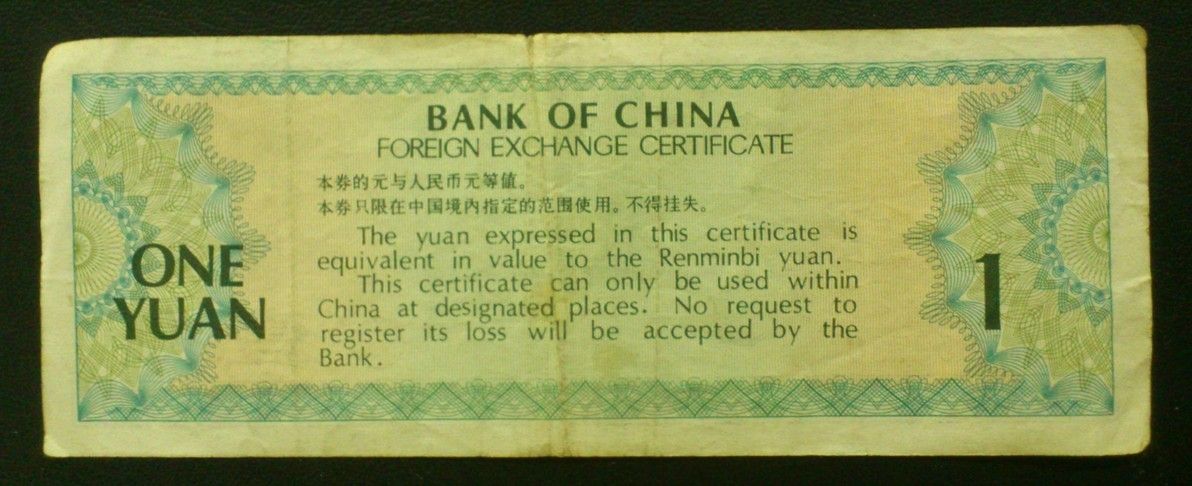 BANK OF CHINA
FOREIGN EXCHANGE CERTIFICATE
本券的元与人民币元等值。
本券只限在中国境内指定的范围使用。不得挂失。
The yuan expressed in this certificate is
equivalent in value to the Renminbi yuan.
This certificate can only be used within
China at designated places. No request to
register its loss will be accepted by the
Bank.
ONE
YUAN
1